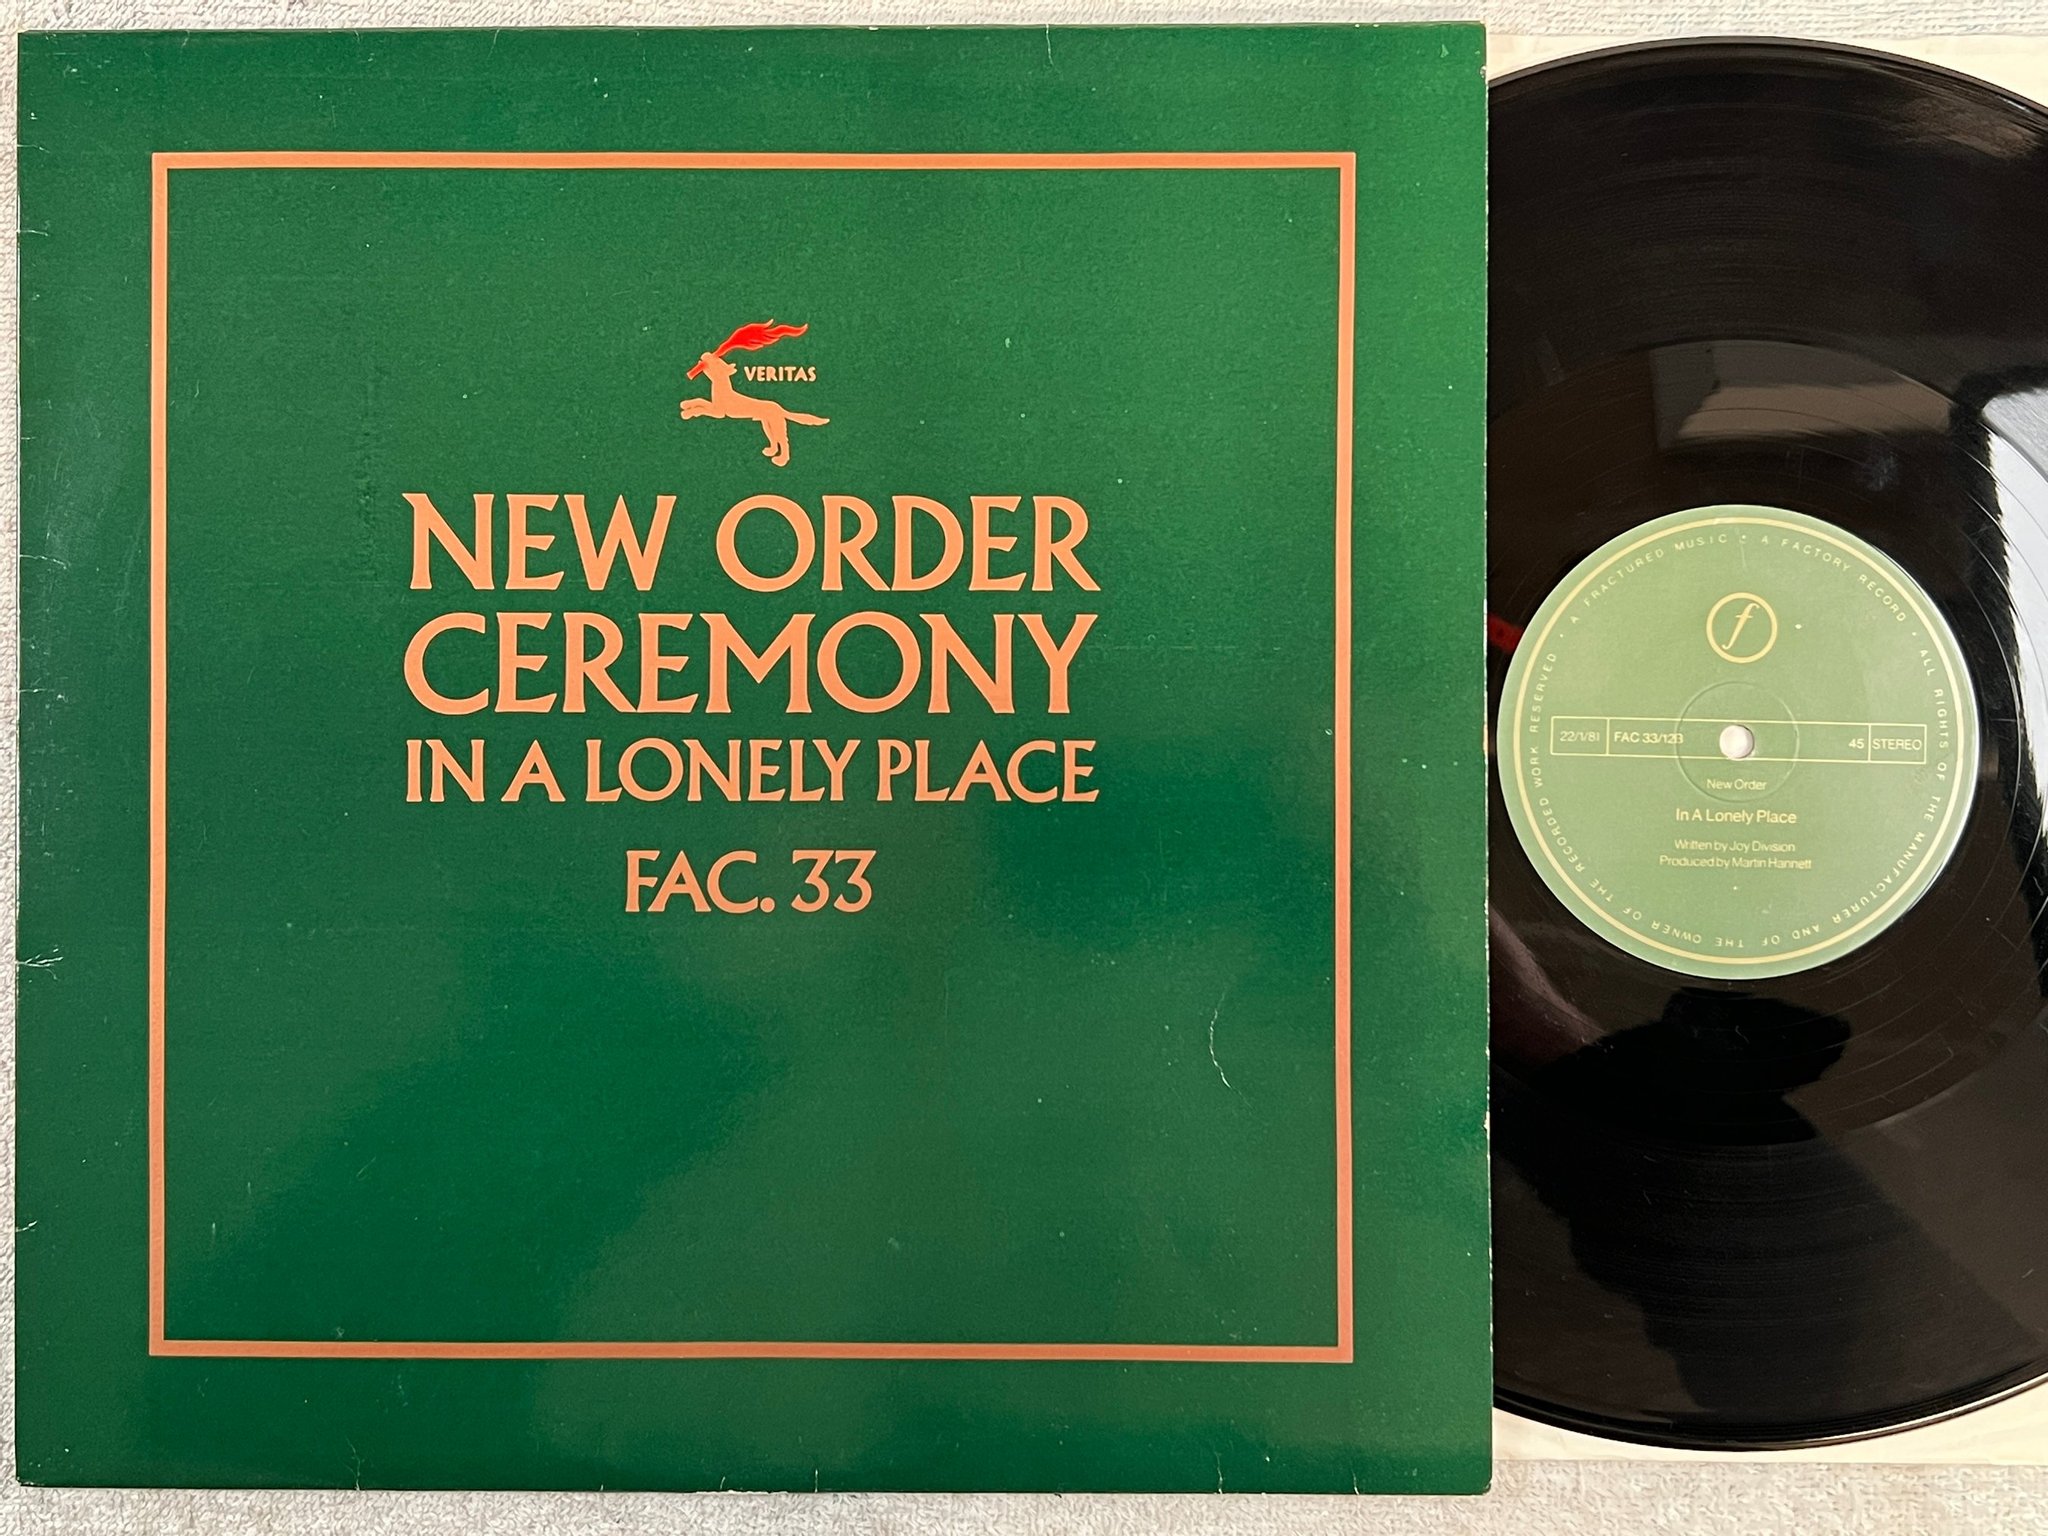 VERITAS
NEW ORDER
CEREMONY
IN A LONELY PLACE
FAC. 33
A FRACTURED MUSIC • A FACTORY RECORD • ALL RIGHTS OF THE MANUFACTURER AND OF THE OWNER OF THE RECORDED WORK RESERVED •
f
22/1/81 FAC 33/12B 45 STEREO
New Order
In A Lonely Place
Written by Joy Division
Produced by Martin Hannett